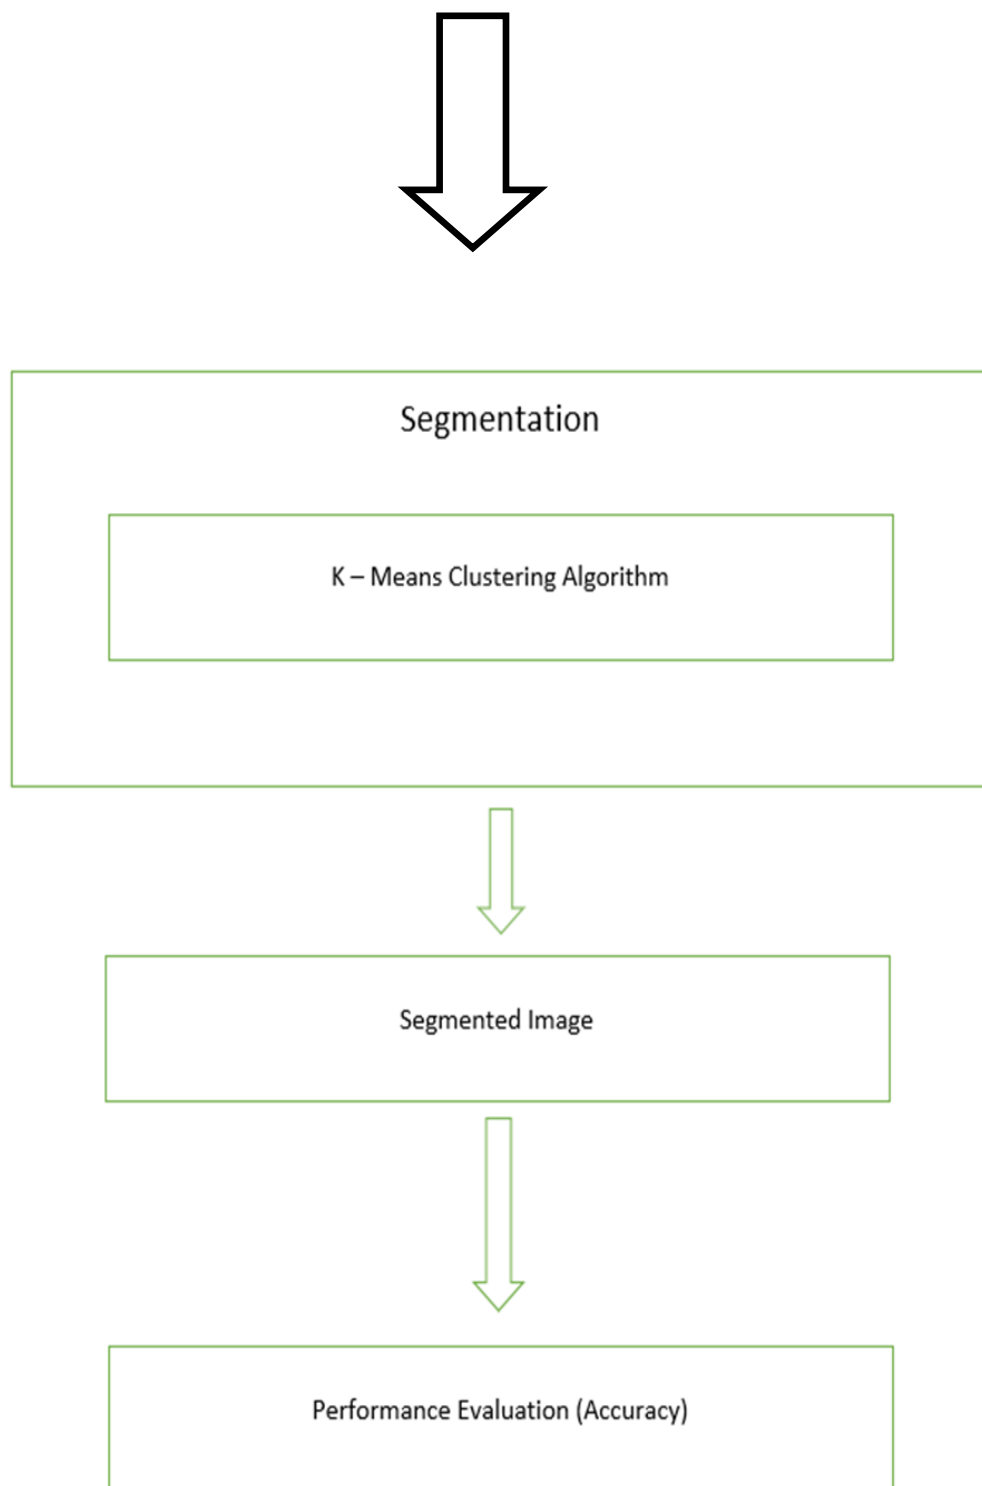 Segmentation
K – Means Clustering Algorithm
Segmented Image
Performance Evaluation (Accuracy)